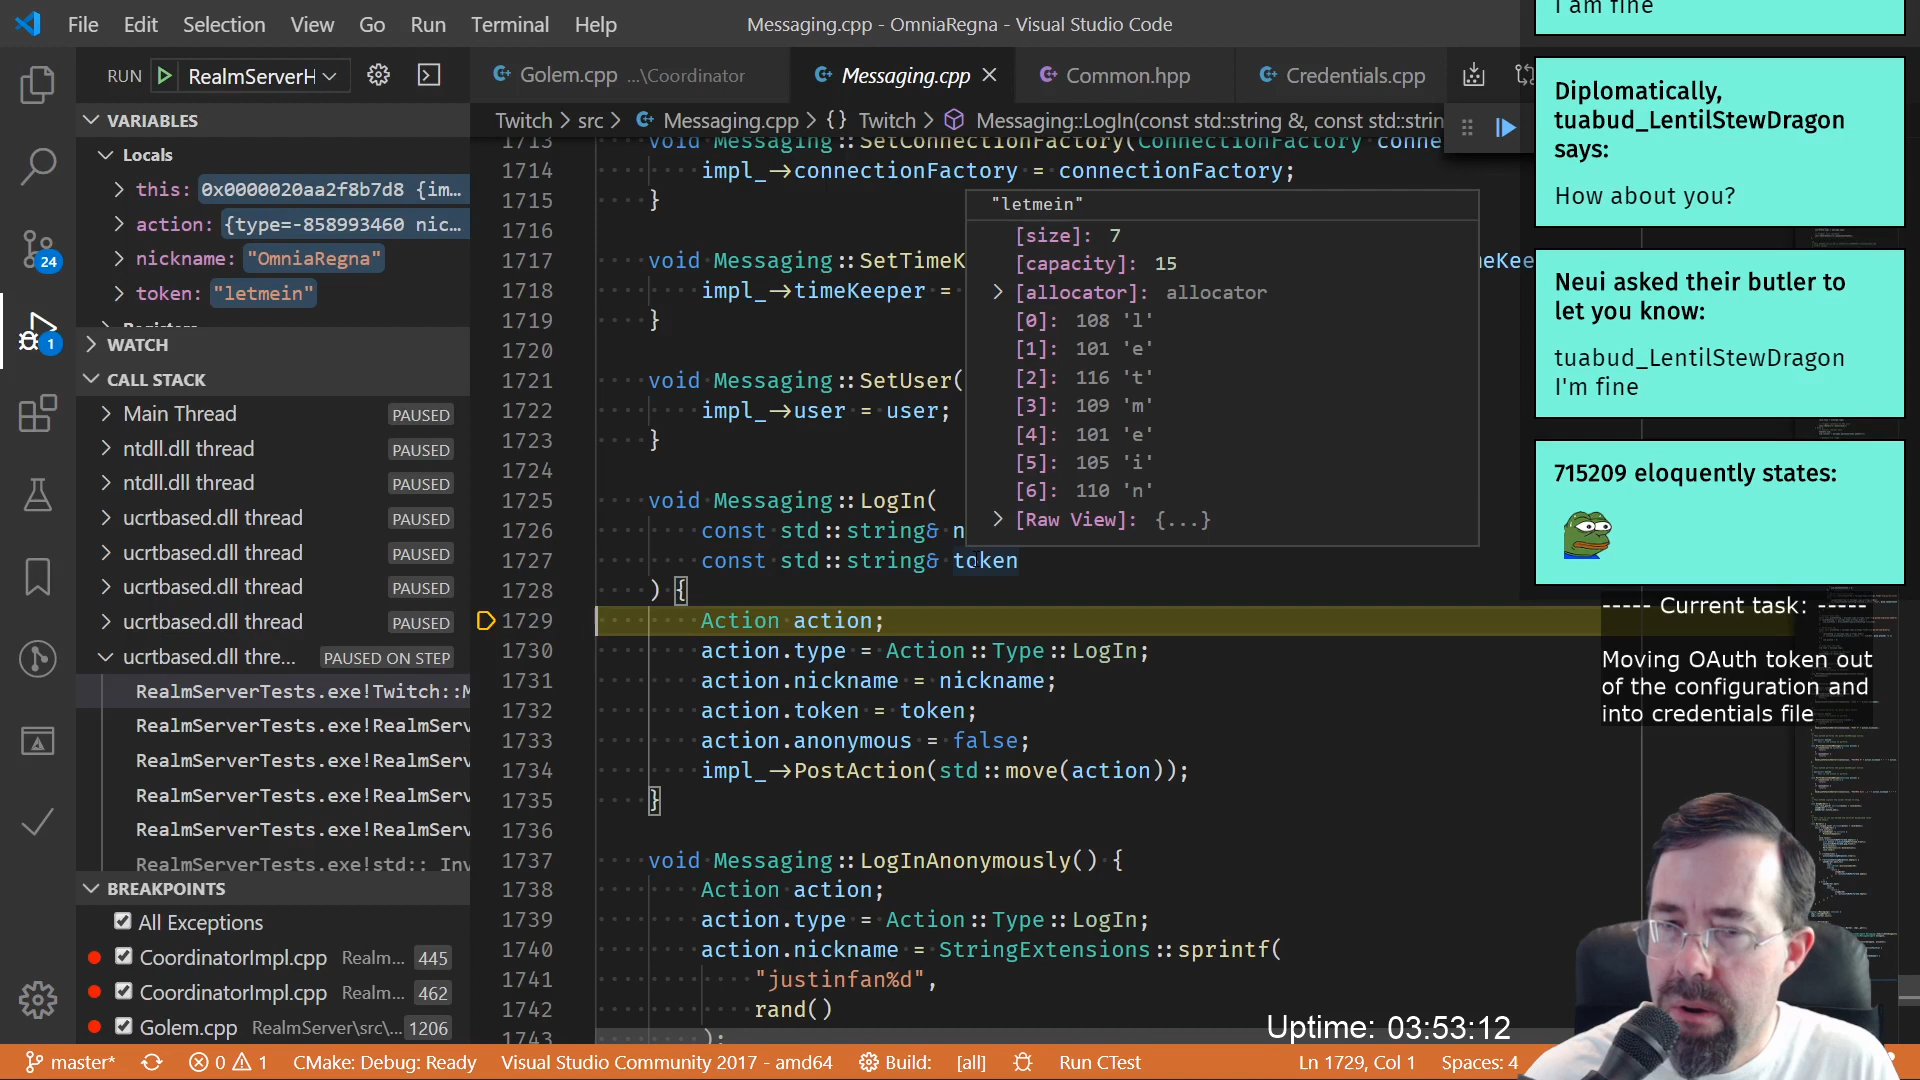 File Edit Selection View Go Run Terminal Help
Messaging.cpp - OmniaRegna - Visual Studio Code
RUN RealmServerH
VARIABLES
Locals
this: 0x0000020aa2f8b7d8 {im…
action: {type=-858993460 nic…
nickname: "OmniaRegna"
token: "letmein"
WATCH
CALL STACK
Main Thread PAUSED
ntdll.dll thread PAUSED
ntdll.dll thread PAUSED
ucrtbased.dll thread PAUSED
ucrtbased.dll thread PAUSED
ucrtbased.dll thread PAUSED
ucrtbased.dll thread PAUSED
ucrtbased.dll thre... PAUSED ON STEP
RealmServerTests.exe!Twitch::M
RealmServerTests.exe!RealmServ
RealmServerTests.exe!RealmServ
RealmServerTests.exe!RealmServ
RealmServerTests.exe!RealmServ
RealmServerTests.exe!std::_Inv
BREAKPOINTS
All Exceptions
CoordinatorImpl.cpp Realm... 445
CoordinatorImpl.cpp Realm... 462
Golem.cpp RealmServer\src\... 1206
24
1
Golem.cpp ...\Coordinator
Messaging.cpp
Common.hpp
Credentials.cpp
Twitch > src > Messaging.cpp > {} Twitch > Messaging::LogIn(const std::string &, const std::strin
1713 void Messaging::SetConnectionFactory(ConnectionFactory conne
1714 impl_->connectionFactory = connectionFactory;
1715 }
1716
1717 void Messaging::SetTimeK meKee
1718 impl_->timeKeeper =
1719 }
1720
1721 void Messaging::SetUser(
1722 impl_->user = user;
1723 }
1724
1725 void Messaging::LogIn(
1726 const std::string& n
1727 const std::string& token
1728 ) {
1729 Action action;
1730 action.type = Action::Type::LogIn;
1731 action.nickname = nickname;
1732 action.token = token;
1733 action.anonymous = false;
1734 impl_->PostAction(std::move(action));
1735 }
1736
1737 void Messaging::LogInAnonymously() {
1738 Action action;
1739 action.type = Action::Type::LogIn;
1740 action.nickname = StringExtensions::sprintf(
1741 "justinfan%d",
1742 rand()
1743 );
"letmein"
[size]: 7
[capacity]: 15
[allocator]: allocator
[0]: 108 'l'
[1]: 101 'e'
[2]: 116 't'
[3]: 109 'm'
[4]: 101 'e'
[5]: 105 'i'
[6]: 110 'n'
[Raw View]: {...}
I am fine
Diplomatically,
tuabud_LentilStewDragon
says:
How about you?
Neui asked their butler to
let you know:
tuabud_LentilStewDragon
I'm fine
715209 eloquently states:
----- Current task: -----
Moving OAuth token out
of the configuration and
into credentials file
Uptime: 03:53:12
master* 0 1 CMake: Debug: Ready Visual Studio Community 2017 - amd64 Build: [all] Run CTest Ln 1729, Col 1 Spaces: 4